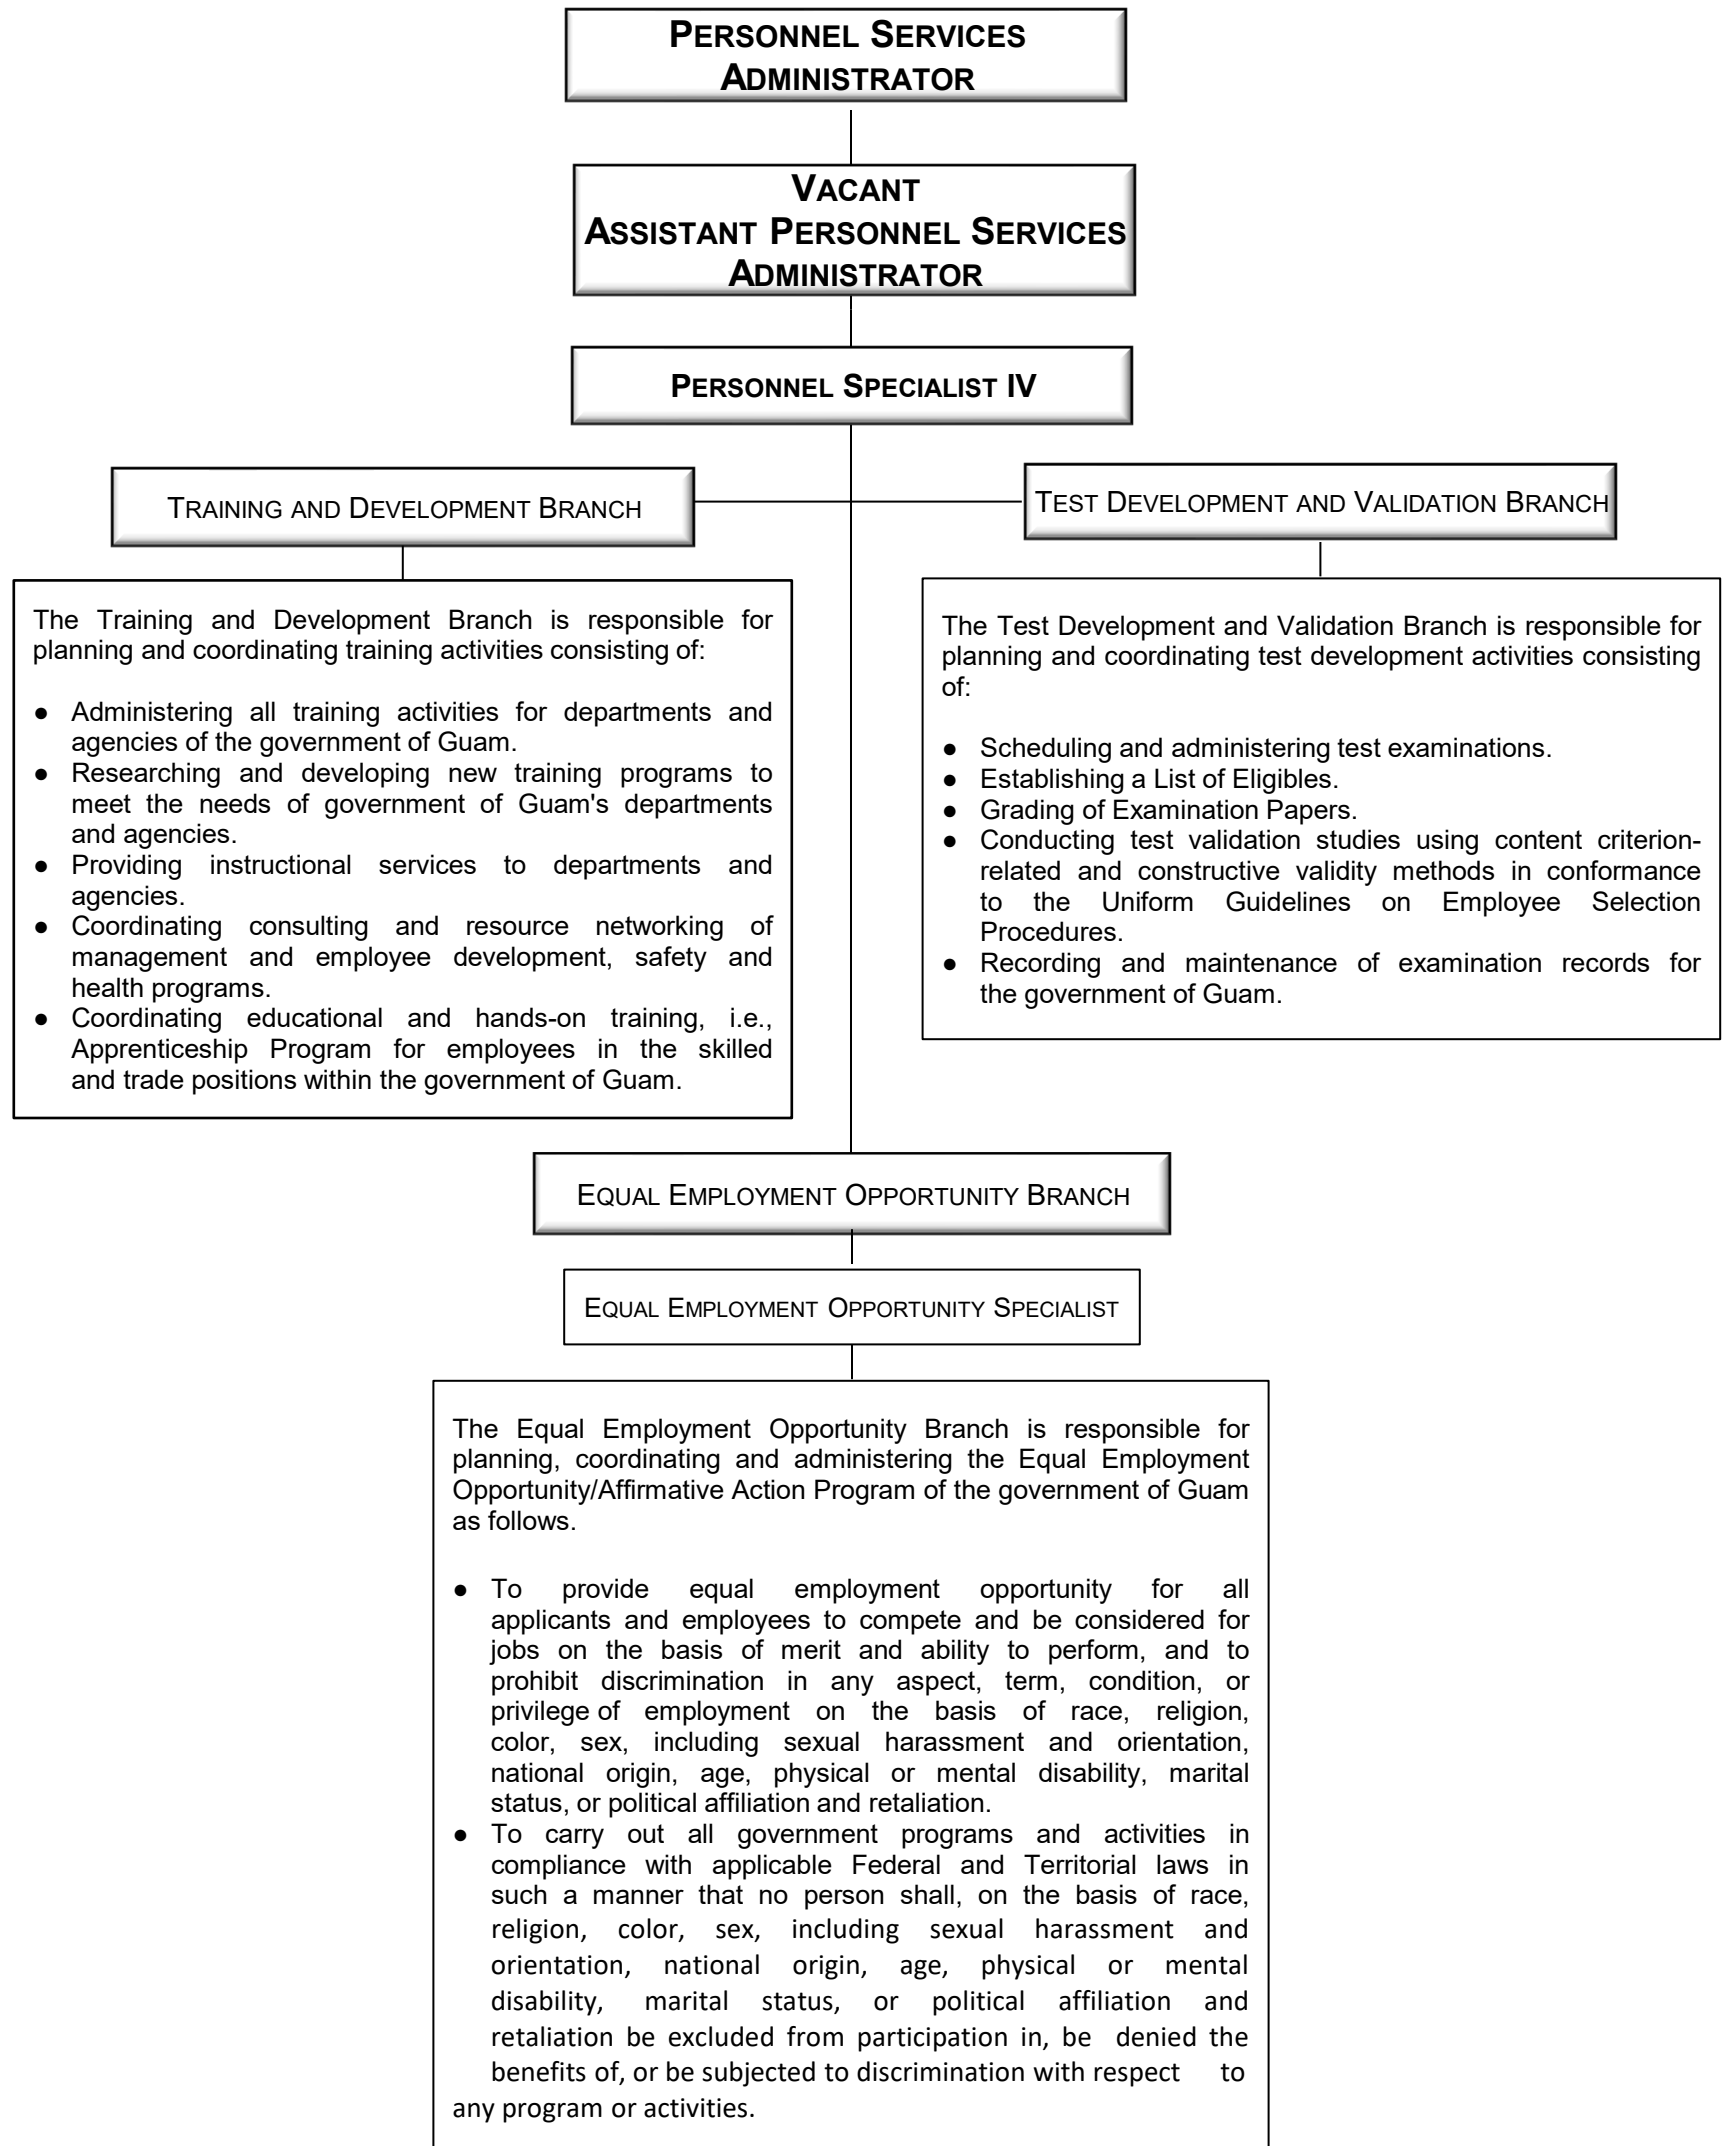 PERSONNEL SERVICES
ADMINISTRATOR
VACANT
ASSISTANT PERSONNEL SERVICES
ADMINISTRATOR
PERSONNEL SPECIALIST IV
TRAINING AND DEVELOPMENT BRANCH
The Training and Development Branch is responsible for
planning and coordinating training activities consisting of:
● Administering all training activities for departments and
agencies of the government of Guam.
● Researching and developing new training programs to
meet the needs of government of Guam's departments
and agencies.
● Providing instructional services to departments and
agencies.
● Coordinating consulting and resource networking of
management and employee development, safety and
health programs.
● Coordinating educational and hands-on training, i.e.,
Apprenticeship Program for employees in the skilled
and trade positions within the government of Guam.
TEST DEVELOPMENT AND VALIDATION BRANCH
The Test Development and Validation Branch is responsible for
planning and coordinating test development activities consisting
of:
● Scheduling and administering test examinations.
● Establishing a List of Eligibles.
● Grading of Examination Papers.
● Conducting test validation studies using content criterion-
related and constructive validity methods in conformance
to the Uniform Guidelines on Employee Selection
Procedures.
● Recording and maintenance of examination records for
the government of Guam.
EQUAL EMPLOYMENT OPPORTUNITY BRANCH
EQUAL EMPLOYMENT OPPORTUNITY SPECIALIST
The Equal Employment Opportunity Branch is responsible for
planning, coordinating and administering the Equal Employment
Opportunity/Affirmative Action Program of the government of Guam
as follows.
● To provide equal employment opportunity for all
applicants and employees to compete and be considered for
jobs on the basis of merit and ability to perform, and to
prohibit discrimination in any aspect, term, condition, or
privilege of employment on the basis of race, religion,
color, sex, including sexual harassment and orientation,
national origin, age, physical or mental disability, marital
status, or political affiliation and retaliation.
● To carry out all government programs and activities in
compliance with applicable Federal and Territorial laws in
such a manner that no person shall, on the basis of race,
religion, color, sex, including sexual harassment and
orientation, national origin, age, physical or mental
disability, marital status, or political affiliation and
retaliation be excluded from participation in, be denied the
benefits of, or be subjected to discrimination with respect to
any program or activities.